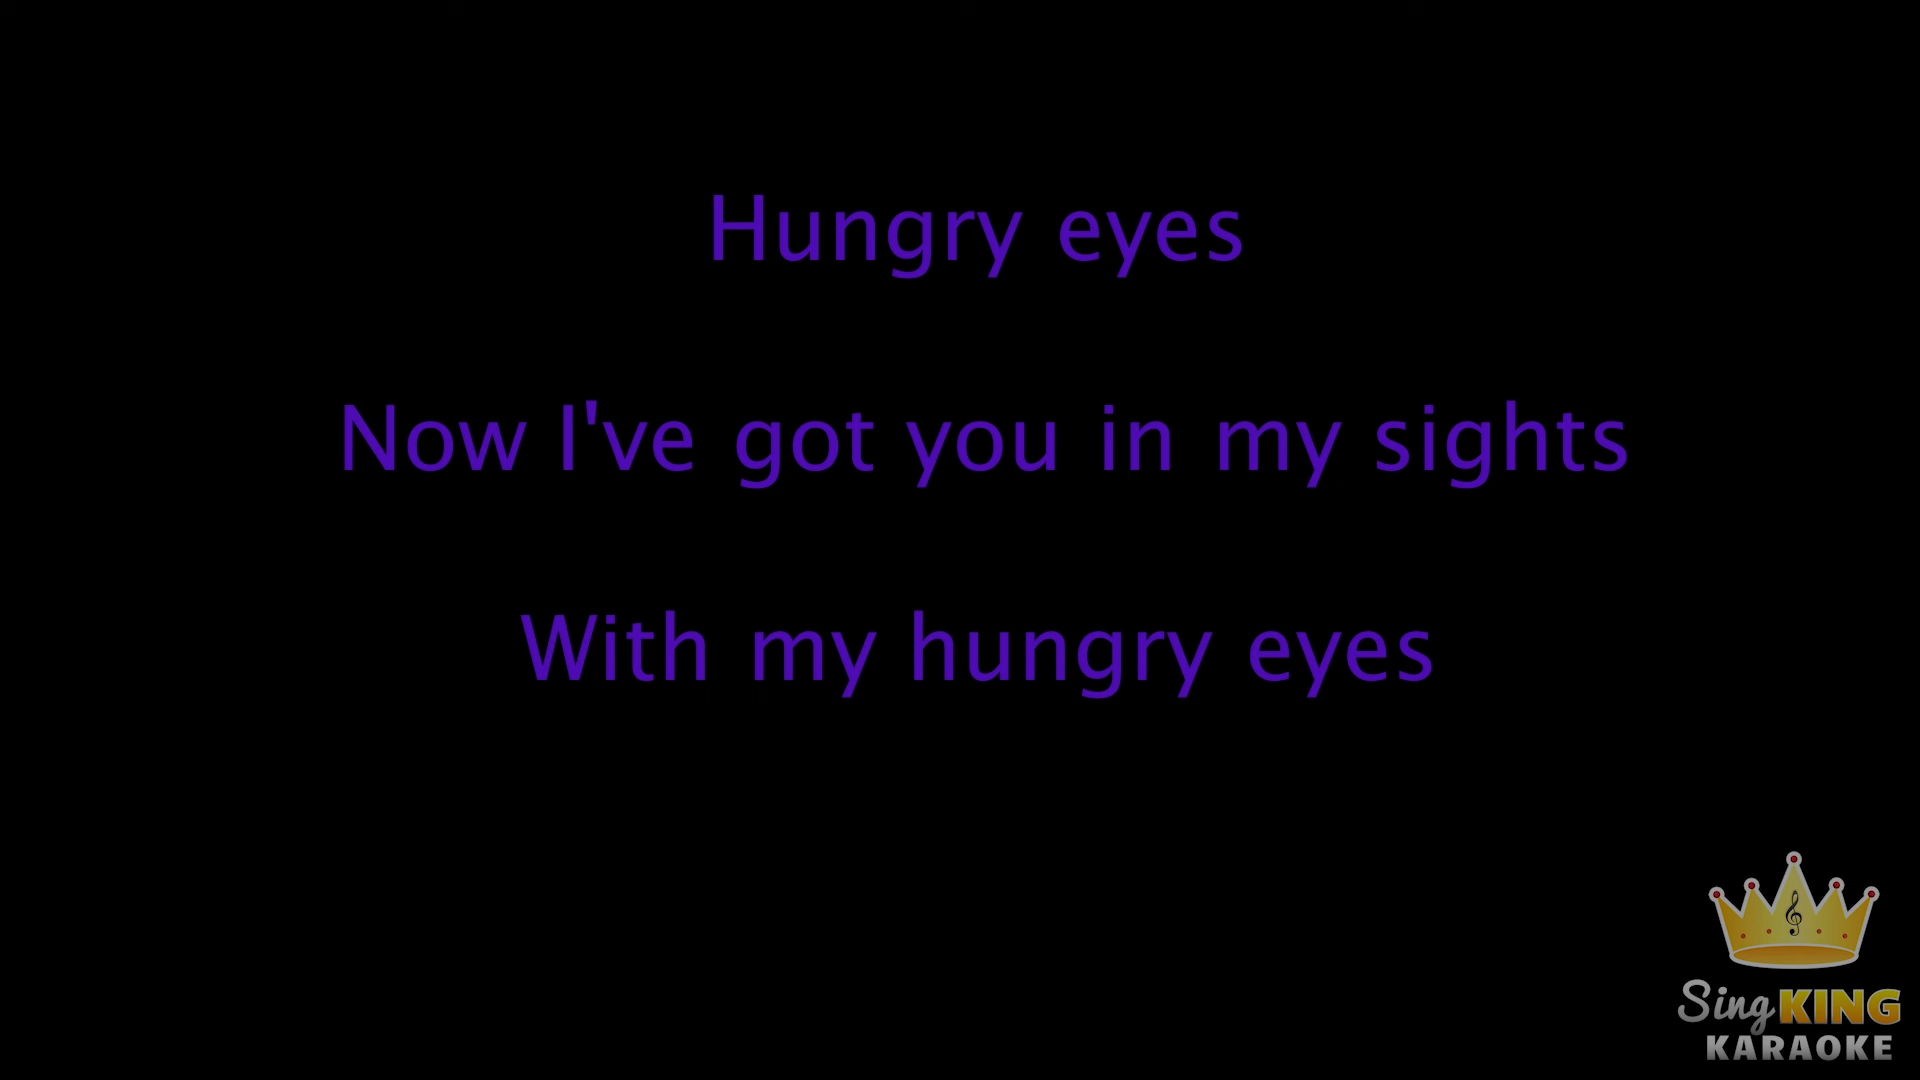 Hungry eyes
Now I've got you in my sights
With my hungry eyes
Sing KING
KARAOKE